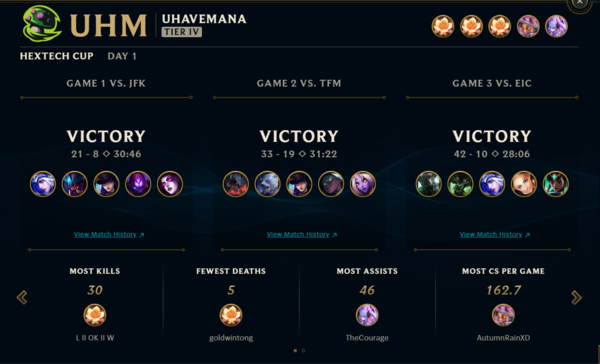 UHM
UHAVEMANA
TIER IV
HEXTECH CUP DAY 1
GAME 1 VS. JFK
GAME 2 VS. TFM
GAME 3 VS. EIC
VICTORY
21 - 8 ◇ 30:46
View Match History ↗
VICTORY
33 - 19 ◇ 31:22
View Match History ↗
VICTORY
42 - 10 ◇ 28:06
View Match History ↗
MOST KILLS
30
L II OK II W
FEWEST DEATHS
5
goldwintong
MOST ASSISTS
46
TheCourage
MOST CS PER GAME
162.7
AutumnRainXD